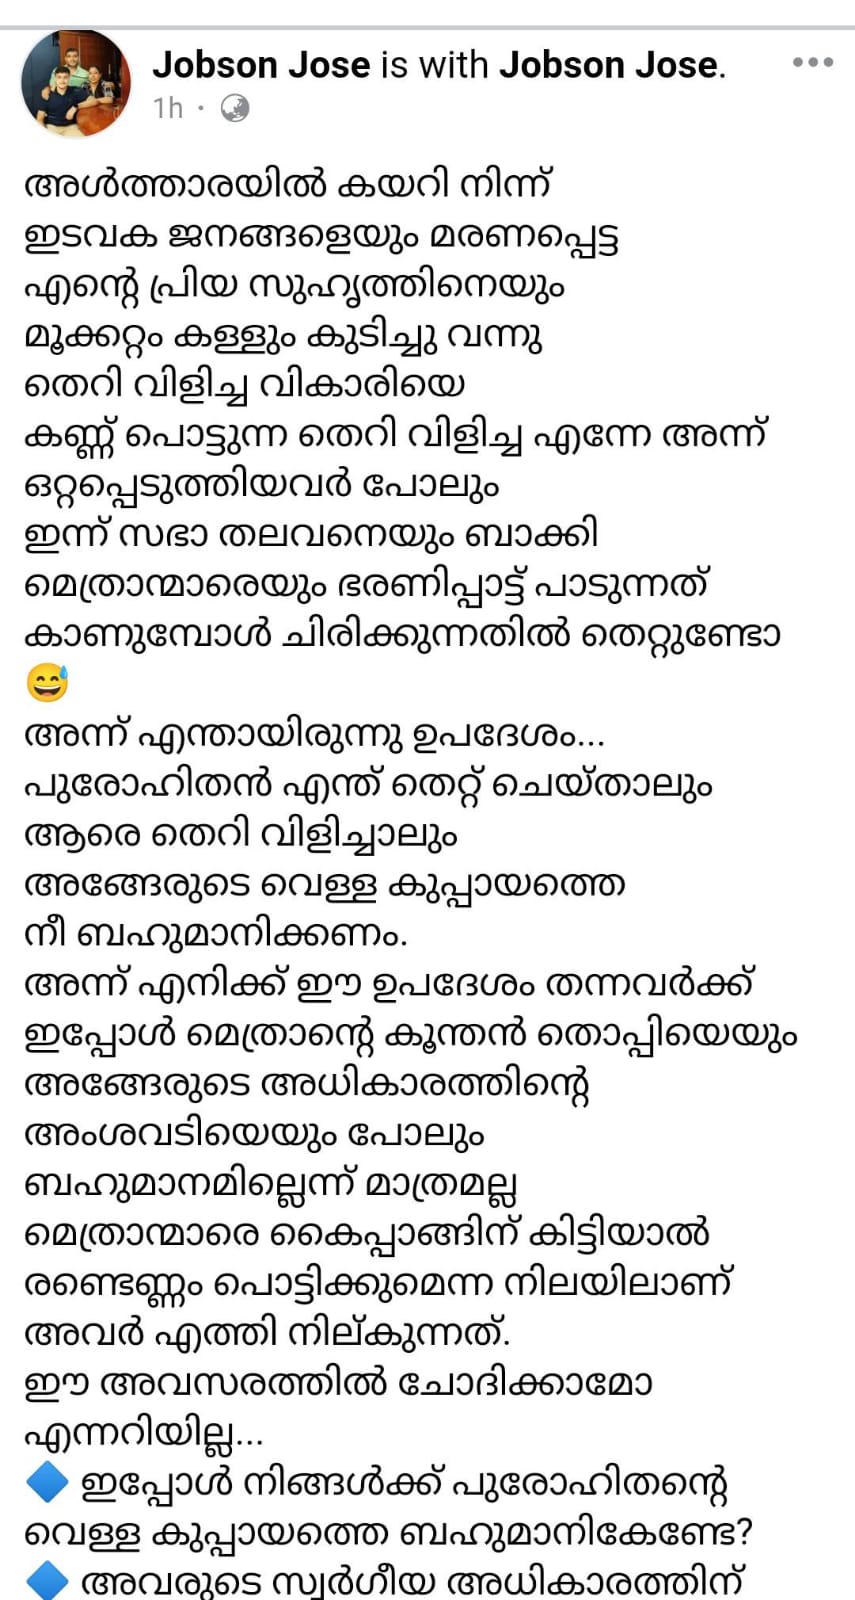 Jobson Jose is with Jobson Jose.
1h ·
അൾത്താരയിൽ കയറി നിന്ന്
ഇടവക ജനങ്ങളെയും മരണപ്പെട്ട
എന്റെ പ്രിയ സുഹൃത്തിനെയും
മൂക്കറ്റം കള്ളും കുടിച്ചു വന്നു
തെറി വിളിച്ച വികാരിയെ
കണ്ണ് പൊട്ടുന്ന തെറി വിളിച്ച എന്നേ അന്ന്
ഒറ്റപ്പെടുത്തിയവർ പോലും
ഇന്ന് സഭാ തലവനെയും ബാക്കി
മെത്രാന്മാരെയും ഭരണിപ്പാട്ട് പാടുന്നത്
കാണുമ്പോൾ ചിരിക്കുന്നതിൽ തെറ്റുണ്ടോ
😅
അന്ന് എന്തായിരുന്നു ഉപദേശം...
പുരോഹിതൻ എന്ത് തെറ്റ് ചെയ്താലും
ആരെ തെറി വിളിച്ചാലും
അങ്ങേരുടെ വെള്ള കുപ്പായത്തെ
നീ ബഹുമാനിക്കണം.
അന്ന് എനിക്ക് ഈ ഉപദേശം തന്നവർക്ക്
ഇപ്പോൾ മെത്രാന്റെ കൂന്തൻ തൊപ്പിയെയും
അങ്ങേരുടെ അധികാരത്തിന്റെ
അംശവടിയെയും പോലും
ബഹുമാനമില്ലെന്ന് മാത്രമല്ല
മെത്രാന്മാരെ കൈപ്പാങ്ങിന് കിട്ടിയാൽ
രണ്ടെണ്ണം പൊട്ടിക്കുമെന്ന നിലയിലാണ്
അവർ എത്തി നില്കുന്നത്.
ഈ അവസരത്തിൽ ചോദിക്കാമോ
എന്നറിയില്ല...
🔷 ഇപ്പോൾ നിങ്ങൾക്ക് പുരോഹിതന്റെ
വെള്ള കുപ്പായത്തെ ബഹുമാനികേണ്ടേ?
🔷 അവരുടെ സ്വർഗീയ അധികാരത്തിന്